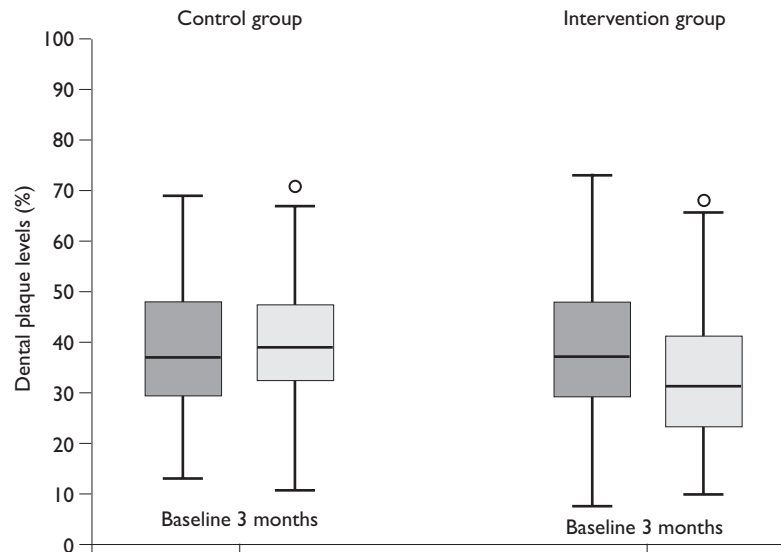 Control group
Intervention group
Dental plaque levels (%)
100
90
80
70
60
50
40
30
20
10
0
Baseline 3 months
Baseline 3 months